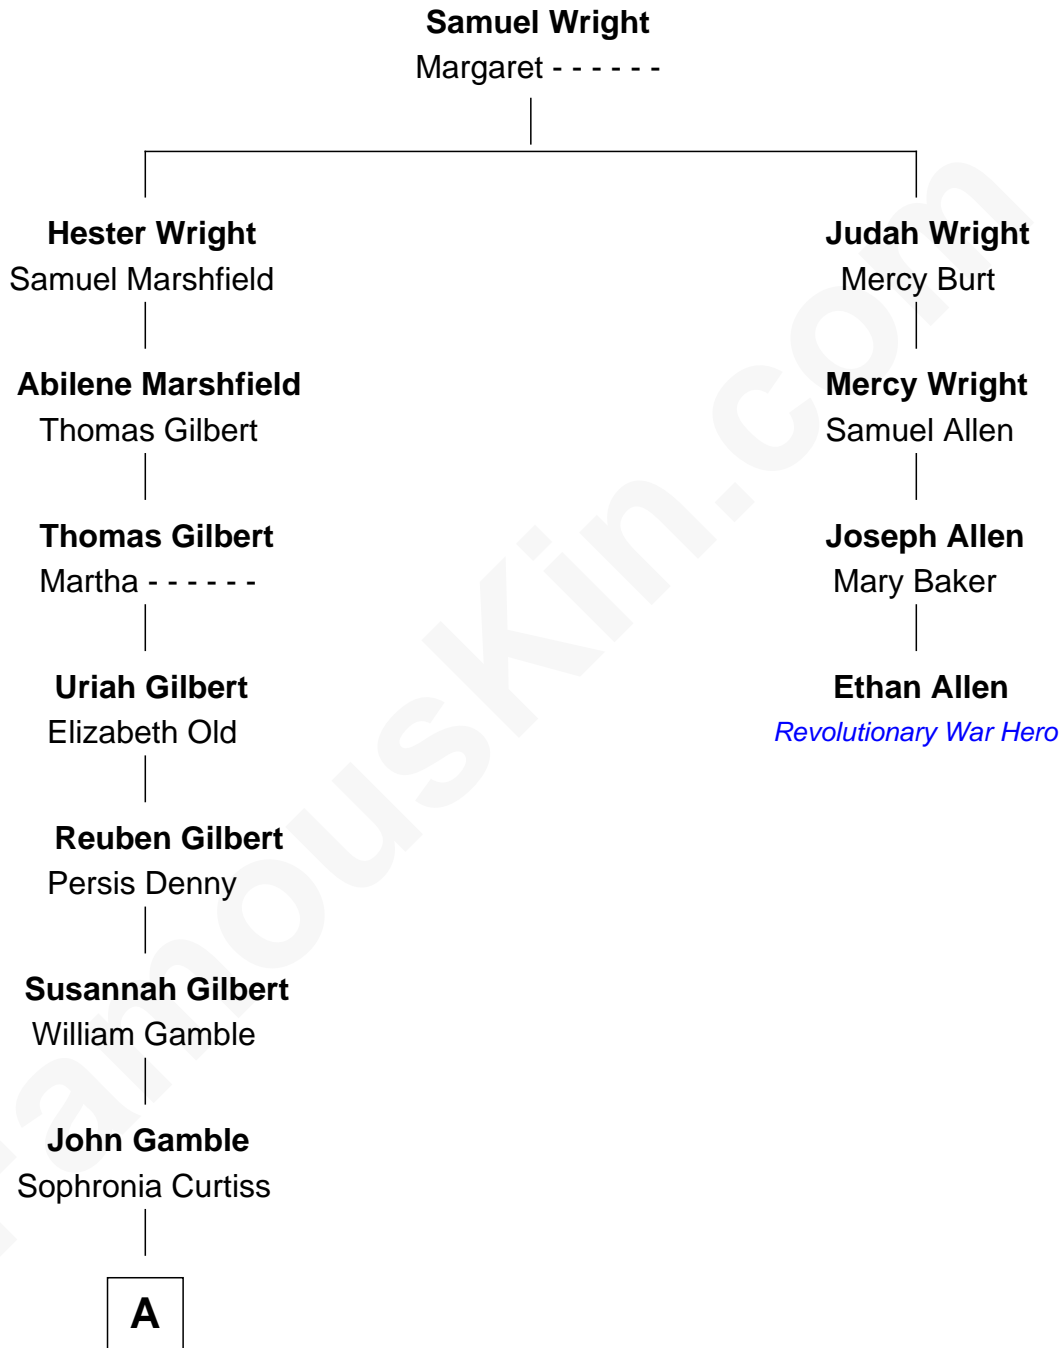 Samuel Wright
Margaret - - - - - -
Hester Wright
Samuel Marshfield
Abilene Marshfield
Thomas Gilbert
Thomas Gilbert
Martha - - - - - -
Uriah Gilbert
Elizabeth Old
Reuben Gilbert
Persis Denny
Susannah Gilbert
William Gamble
John Gamble
Sophronia Curtiss
A
Judah Wright
Mercy Burt
Mercy Wright
Samuel Allen
Joseph Allen
Mary Baker
Ethan Allen
Revolutionary War Hero
FamousKin.com